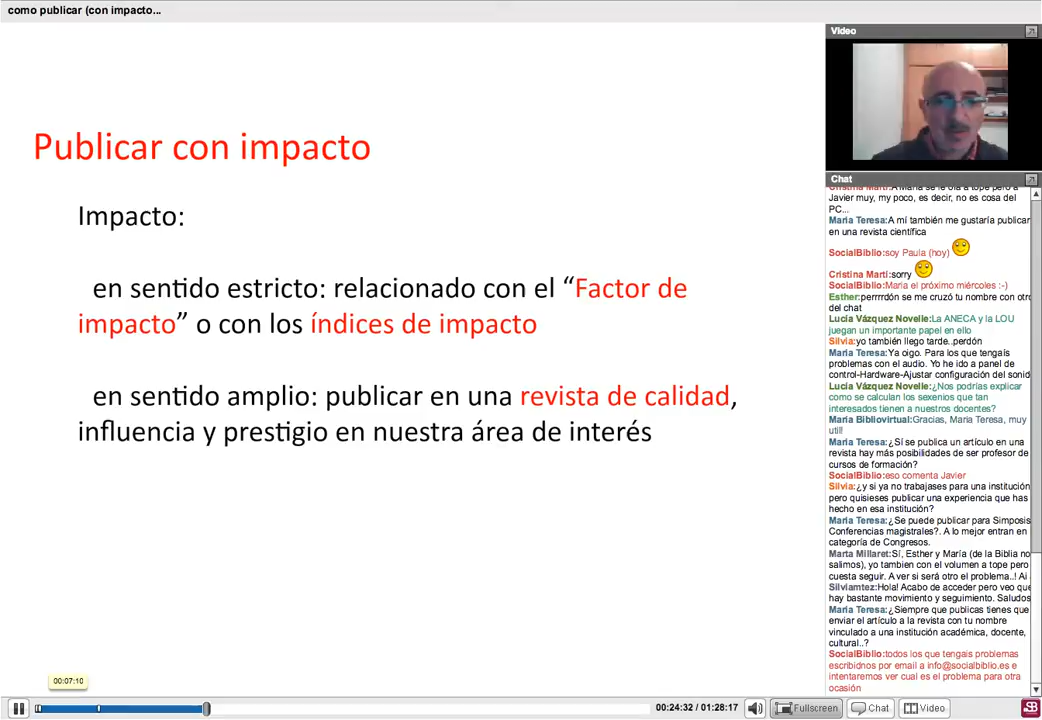 como publicar (con impacto...
Publicar con impacto
Impacto:
en sentido estricto: relacionado con el “Factor de
impacto” o con los índices de impacto
en sentido amplio: publicar en una revista de calidad,
influencia y prestigio en nuestra área de interés
Video
Chat
Javier muy, my poco, es decir, no es cosa del
PC...
Maria Teresa:A mí también me gustaría publicar
en una revista científica
SocialBiblio:soy Paula (hoy)
Cristina Martí:sorry
SocialBiblio:Maria el próximo miércoles :-)
Esther:perrrrdón se me cruzó tu nombre con otro
del chat
Lucía Vázquez Novelle:La ANECA y la LOU
juegan un importante papel en ello
Silvia:yo también llego tarde..perdón
Maria Teresa:Ya oigo. Para los que tengaís
problemas con el audio. Yo he ido a panel de
control-Hardware-Ajustar configuración del sonid
Lucía Vázquez Novelle:¿Nos podrías explicar
como se calculan los sexenios que tan
interesados tienen a nuestros docentes?
María Bibliovirtual:Gracias, Maria Teresa, muy
util!
Maria Teresa:¿Sí se publica un artículo en una
revista hay más posibilidades de ser profesor de
cursos de formación?
SocialBiblio:eso comenta Javier
Silvia:¿y si ya no trabajases para una institución
pero quisieses publicar una experiencia que has
hecho en esa institución?
Maria Teresa:¿Se puede publicar para Simposis
Conferencias magistrales?. A lo mejor entran en
categoría de Congresos.
Marta Millaret:Sí, Esther y María (de la Biblia no
salimos), yo tambien con el volumen a tope pero
cuesta seguir. A ver si será otro el problema..! Ai
Silviamtez:Hola! Acabo de acceder pero veo que
hay bastante movimiento y seguimiento. Saludos
Maria Teresa:¿Siempre que publicas tienes que
enviar el artículo a la revista con tu nombre
vinculado a una institución académica, docente,
cultural..?
SocialBiblio:todos los que tengais problemas
escribidnos por email a info@socialbiblio.es e
intentaremos ver cual es el problema para otra
ocasión
00:07:10
00:24:32 / 01:28:17
Fullscreen
Chat
Video
SB